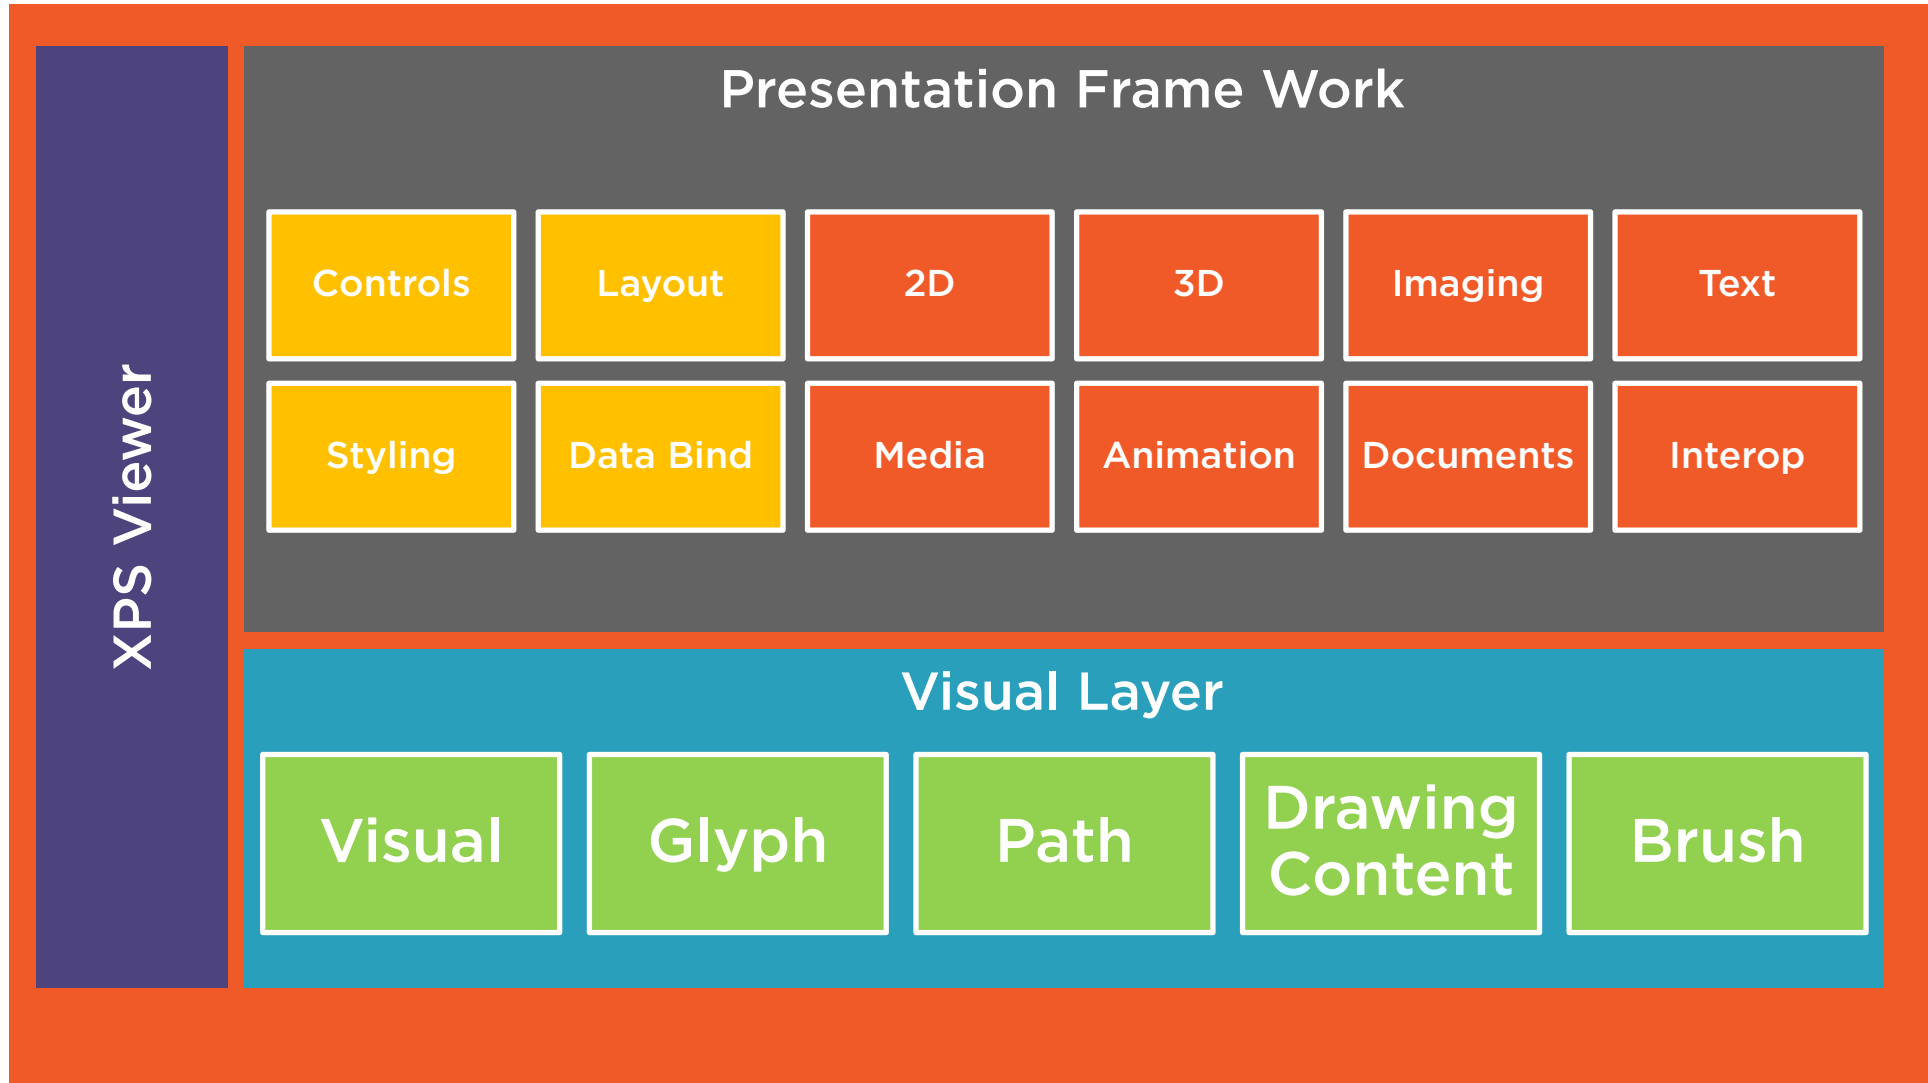 XPS Viewer
Presentation Frame Work
Controls
Layout
2D
3D
Imaging
Text
Styling
Data Bind
Media
Animation
Documents
Interop
Visual Layer
Visual
Glyph
Path
Drawing
Content
Brush